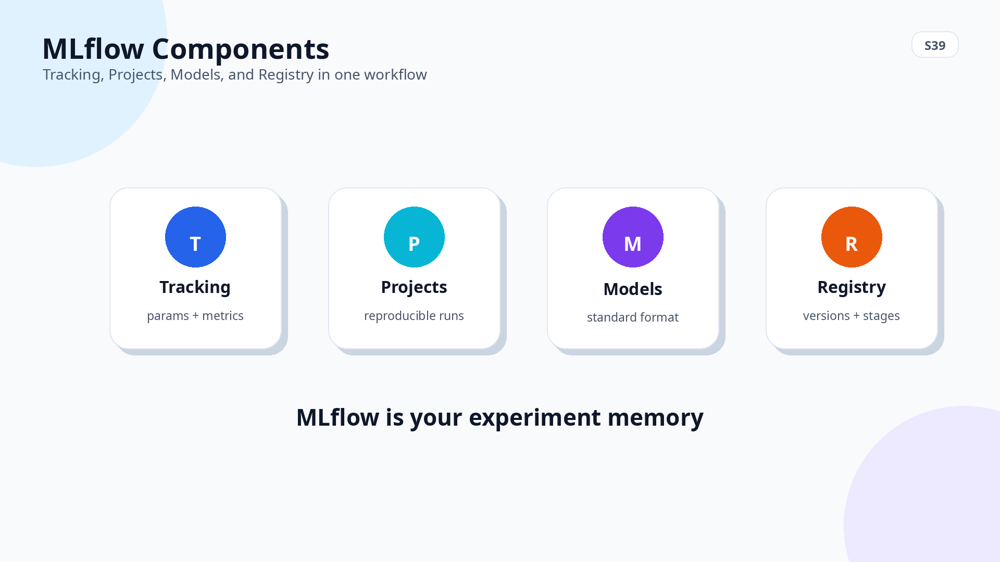 MLflow Components
S39
Tracking, Projects, Models, and Registry in one workflow
T
P
M
R
Tracking
Projects
Models
Registry
params + metrics
reproducible runs
standard format
versions + stages
MLflow is your experiment memory